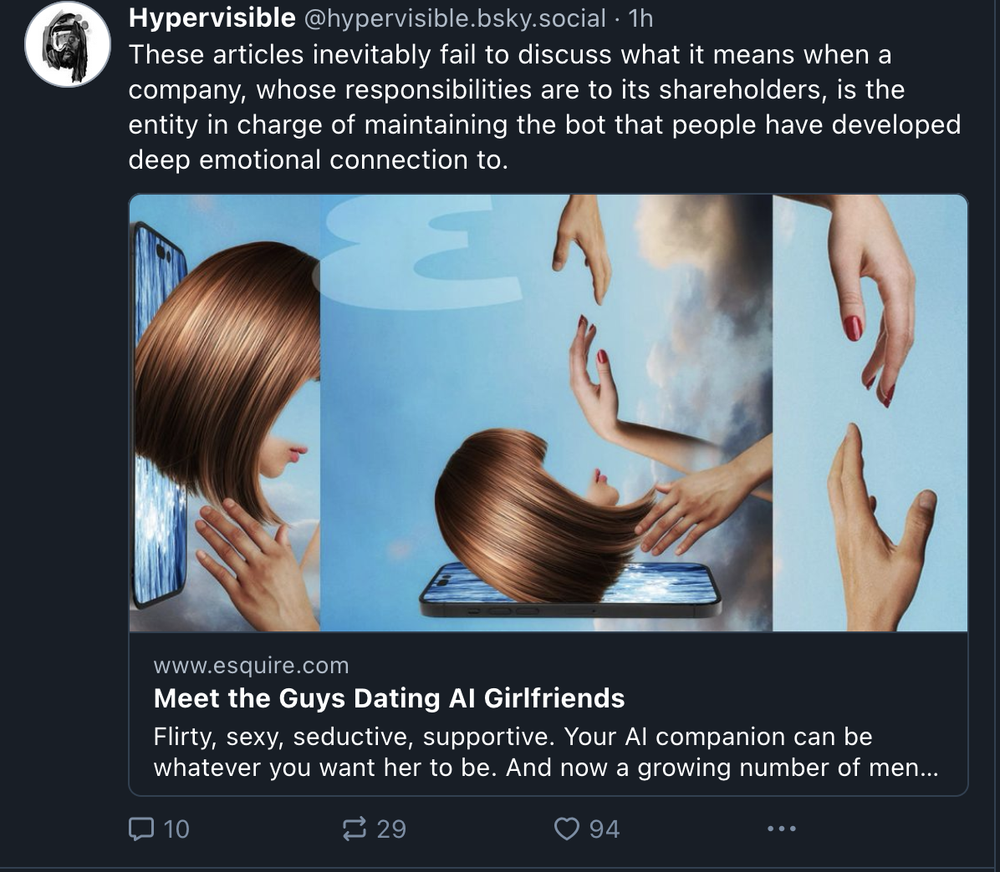 Hypervisible @hypervisible.bsky.social · 1h
These articles inevitably fail to discuss what it means when a
company, whose responsibilities are to its shareholders, is the
entity in charge of maintaining the bot that people have developed
deep emotional connection to.
www.esquire.com
Meet the Guys Dating AI Girlfriends
Flirty, sexy, seductive, supportive. Your AI companion can be
whatever you want her to be. And now a growing number of men...
10 29 94